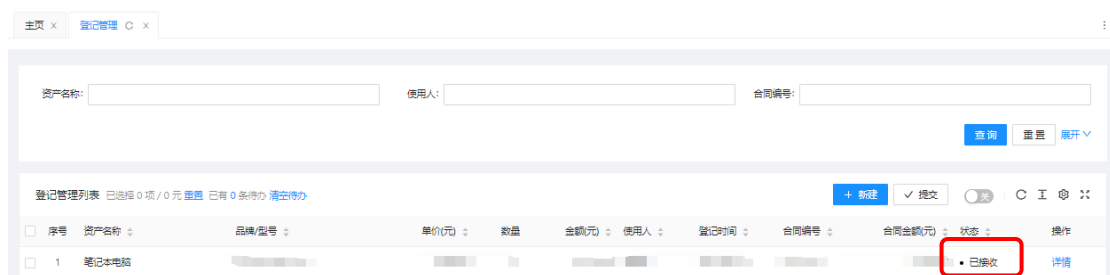 主页 × 登记管理 C ×
资产名称: 使用人: 合同编号:
查询 重置 展开
登记管理列表 已选择 0 项 / 0 元 重置 已有 0 条待办 清空待办 + 新建 ✓ 提交 关
序号 资产名称 品牌/型号 单价(元) 数量 金额(元) 使用人 登记时间 合同编号 合同金额(元) 状态 操作
1 笔记本电脑 • 已接收 详情